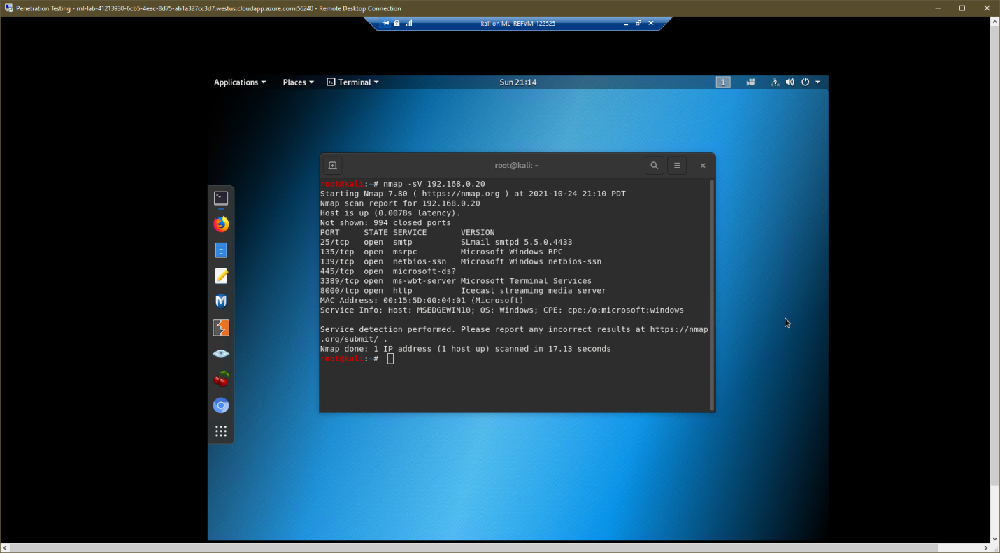 Penetration Testing - ml-lab-41213930-6cb5-4eec-8d75-ab1a327cc3d7.westus.cloudapp.azure.com:56240 - Remote Desktop Connection
kali on ML-REFVM-122525
Applications Places Terminal Sun 21:14 1
root@kali: ~
root@kali:~# nmap -sV 192.168.0.20
Starting Nmap 7.80 ( https://nmap.org ) at 2021-10-24 21:10 PDT
Nmap scan report for 192.168.0.20
Host is up (0.0078s latency).
Not shown: 994 closed ports
PORT     STATE SERVICE       VERSION
25/tcp   open  smtp          SLmail smtpd 5.5.0.4433
135/tcp  open  msrpc         Microsoft Windows RPC
139/tcp  open  netbios-ssn   Microsoft Windows netbios-ssn
445/tcp  open  microsoft-ds?
3389/tcp open  ms-wbt-server Microsoft Terminal Services
8000/tcp open  http          Icecast streaming media server
MAC Address: 00:15:5D:00:04:01 (Microsoft)
Service Info: Host: MSEDGEWIN10; OS: Windows; CPE: cpe:/o:microsoft:windows
Service detection performed. Please report any incorrect results at https://nmap
.org/submit/ .
Nmap done: 1 IP address (1 host up) scanned in 17.13 seconds
root@kali:~#